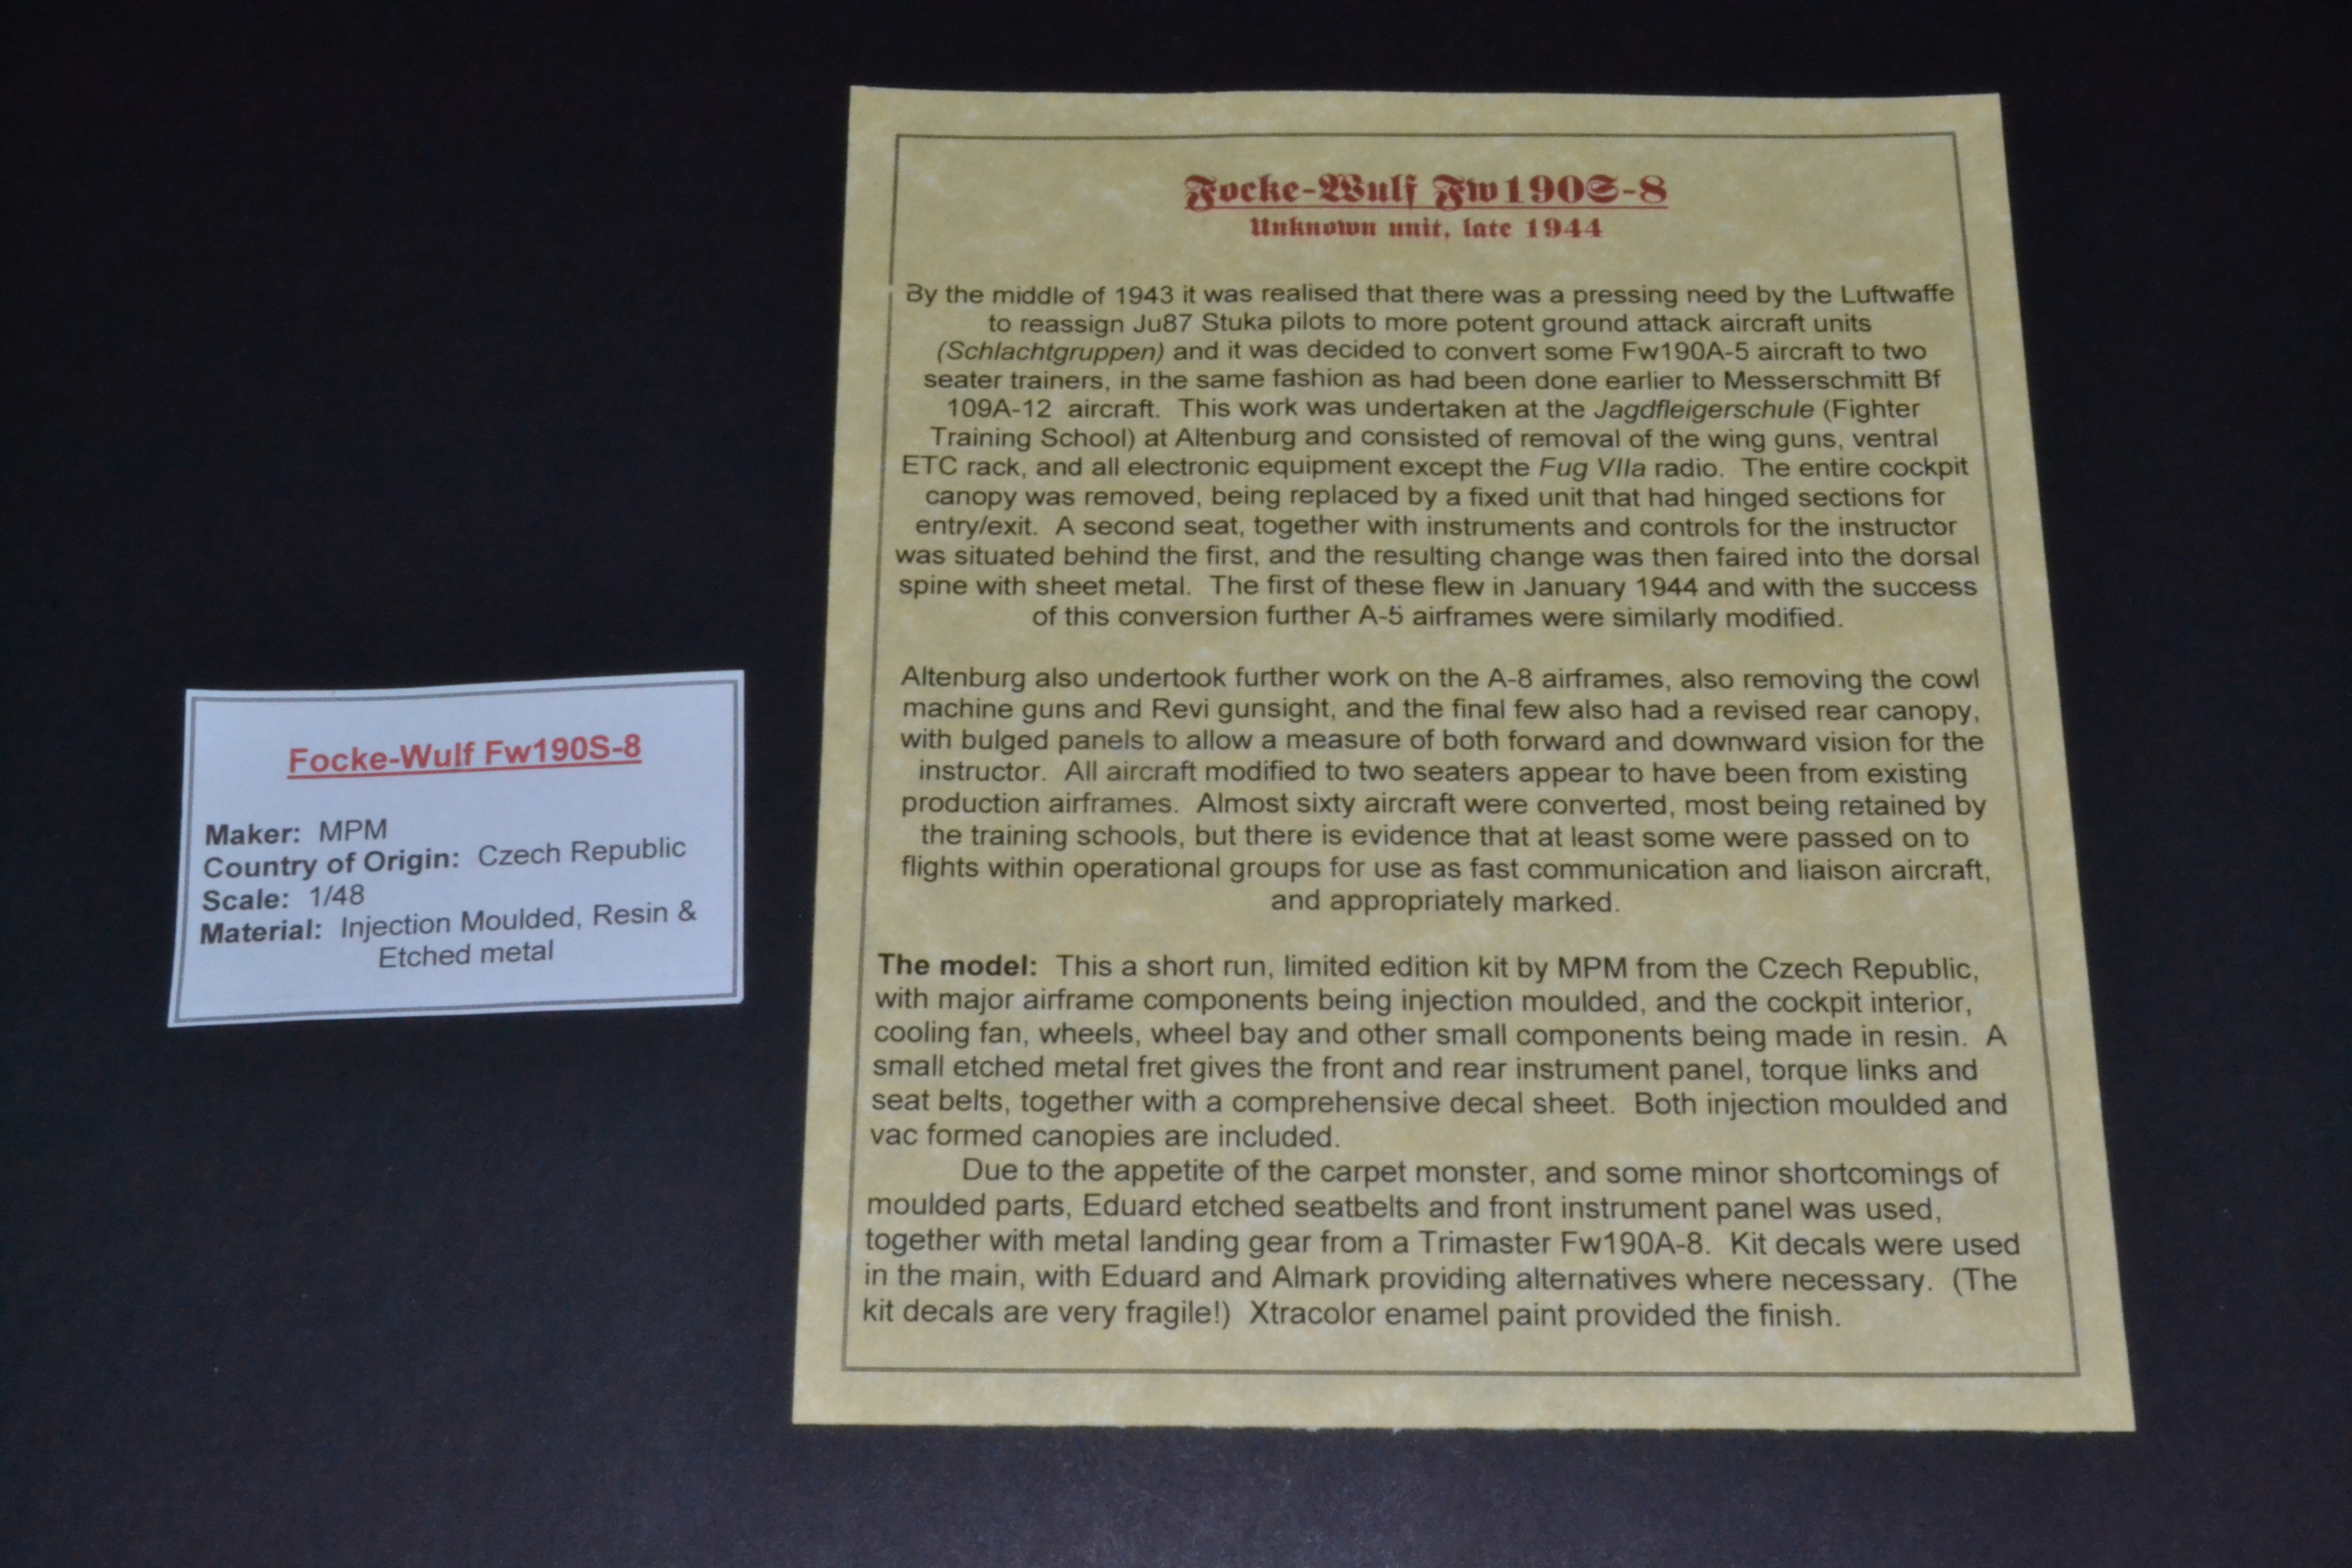 Focke-Wulf Fw190S-8
Maker: MPM
Country of Origin: Czech Republic
Scale: 1/48
Material: Injection Moulded, Resin &
Etched metal
Focke-Wulf Fw190S-8
Unknown unit, late 1944
By the middle of 1943 it was realised that there was a pressing need by the Luftwaffe
to reassign Ju87 Stuka pilots to more potent ground attack aircraft units
(Schlachtgruppen) and it was decided to convert some Fw190A-5 aircraft to two
seater trainers, in the same fashion as had been done earlier to Messerschmitt Bf
109A-12 aircraft. This work was undertaken at the Jagdfleigerschule (Fighter
Training School) at Altenburg and consisted of removal of the wing guns, ventral
ETC rack, and all electronic equipment except the Fug VIIa radio. The entire cockpit
canopy was removed, being replaced by a fixed unit that had hinged sections for
entry/exit. A second seat, together with instruments and controls for the instructor
was situated behind the first, and the resulting change was then faired into the dorsal
spine with sheet metal. The first of these flew in January 1944 and with the success
of this conversion further A-5 airframes were similarly modified.
Altenburg also undertook further work on the A-8 airframes, also removing the cowl
machine guns and Revi gunsight, and the final few also had a revised rear canopy,
with bulged panels to allow a measure of both forward and downward vision for the
instructor. All aircraft modified to two seaters appear to have been from existing
production airframes. Almost sixty aircraft were converted, most being retained by
the training schools, but there is evidence that at least some were passed on to
flights within operational groups for use as fast communication and liaison aircraft,
and appropriately marked.
The model: This a short run, limited edition kit by MPM from the Czech Republic,
with major airframe components being injection moulded, and the cockpit interior,
cooling fan, wheels, wheel bay and other small components being made in resin. A
small etched metal fret gives the front and rear instrument panel, torque links and
seat belts, together with a comprehensive decal sheet. Both injection moulded and
vac formed canopies are included.
Due to the appetite of the carpet monster, and some minor shortcomings of
moulded parts, Eduard etched seatbelts and front instrument panel was used,
together with metal landing gear from a Trimaster Fw190A-8. Kit decals were used
in the main, with Eduard and Almark providing alternatives where necessary. (The
kit decals are very fragile!) Xtracolor enamel paint provided the finish.